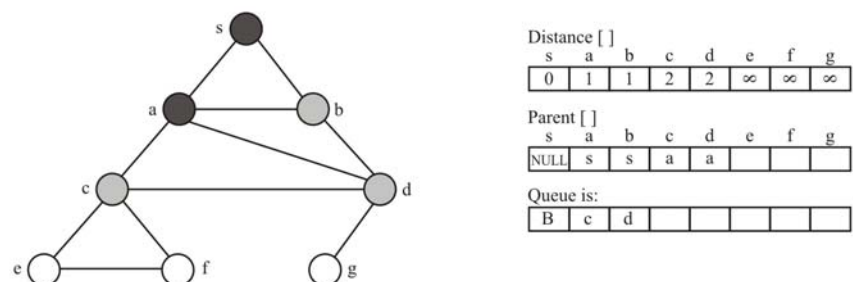 s
a
b
c
d
e
f
g
Distance [ ]
s a b c d e f g
0 1 1 2 2 ∞ ∞ ∞
Parent [ ]
s a b c d e f g
NULL s s a a
Queue is:
B c d